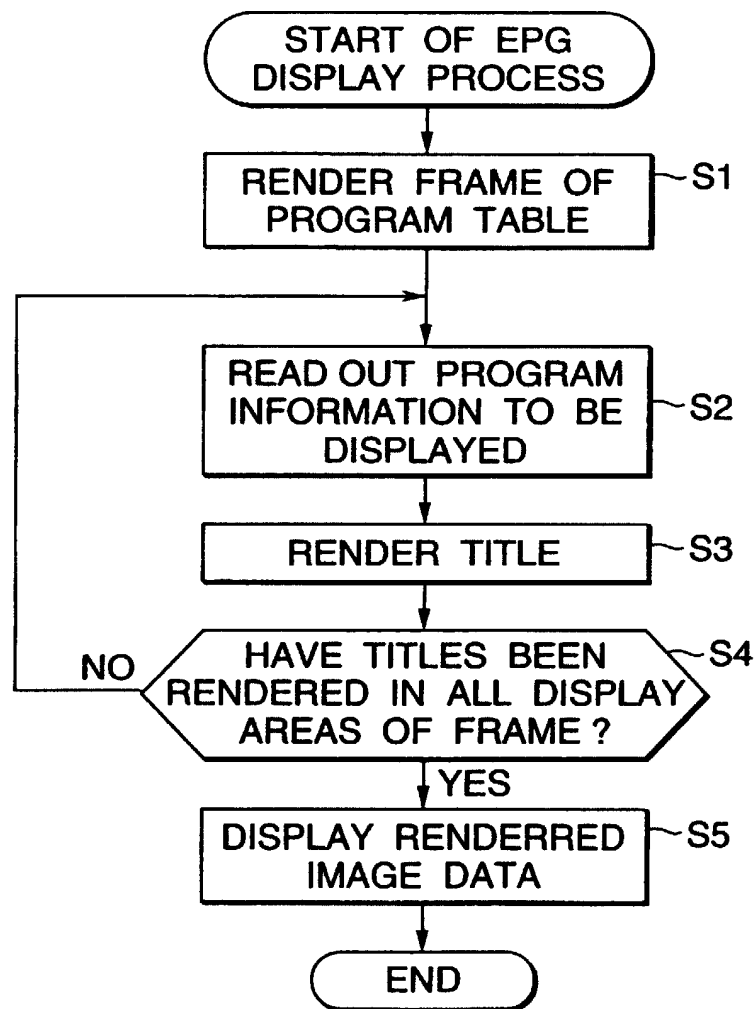 START OF EPG
DISPLAY PROCESS
RENDER FRAME OF
PROGRAM TABLE
S1
READ OUT PROGRAM
INFORMATION TO BE
DISPLAYED
S2
RENDER TITLE
S3
HAVE TITLES BEEN
RENDERED IN ALL DISPLAY
AREAS OF FRAME?
S4
NO
YES
DISPLAY RENDERRED
IMAGE DATA
S5
END